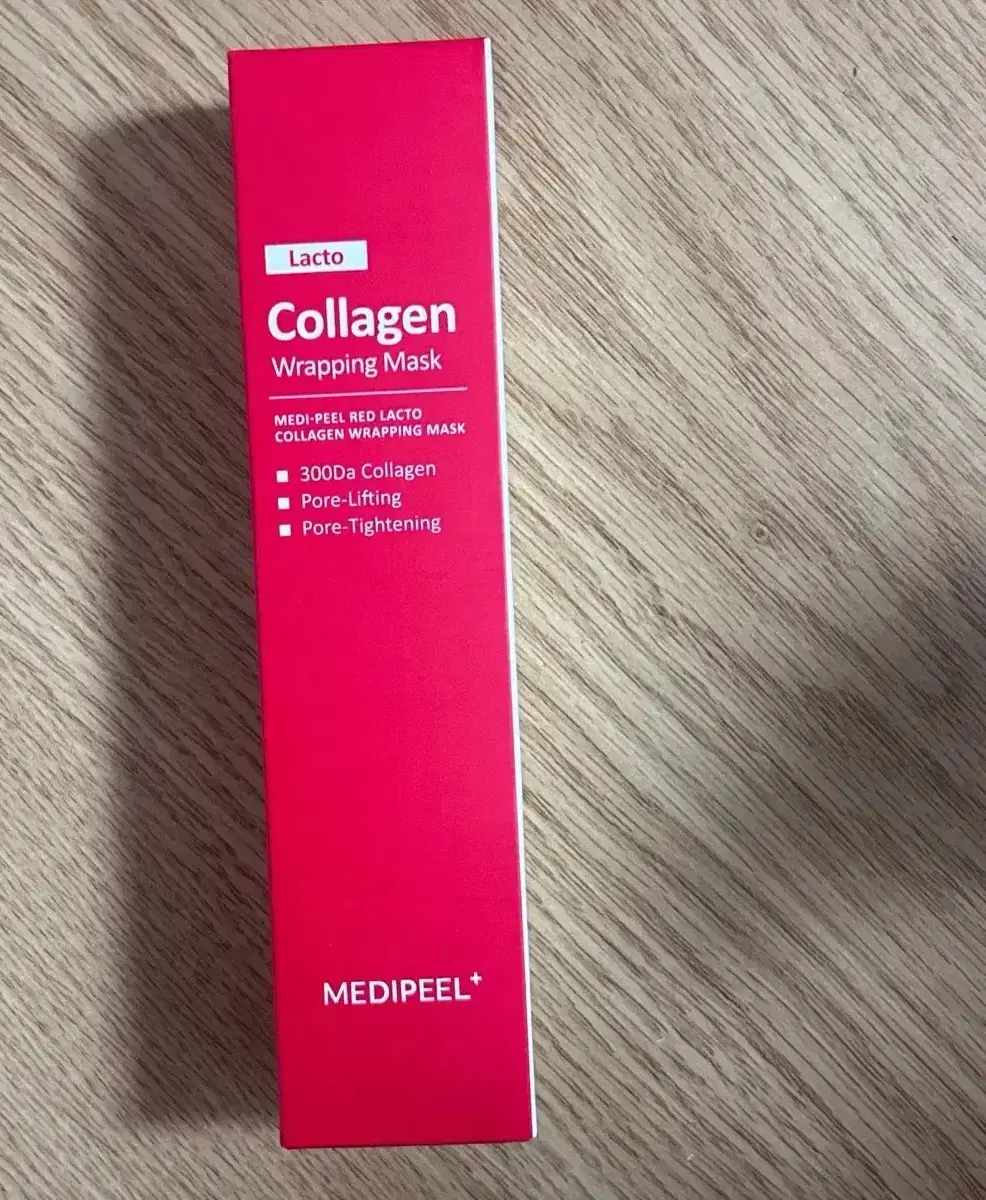 Lacto
Collagen
Wrapping Mask
MEDI-PEEL RED LACTO
COLLAGEN WRAPPING MASK
300Da Collagen
Pore-Lifting
Pore-Tightening
MEDIPEEL+